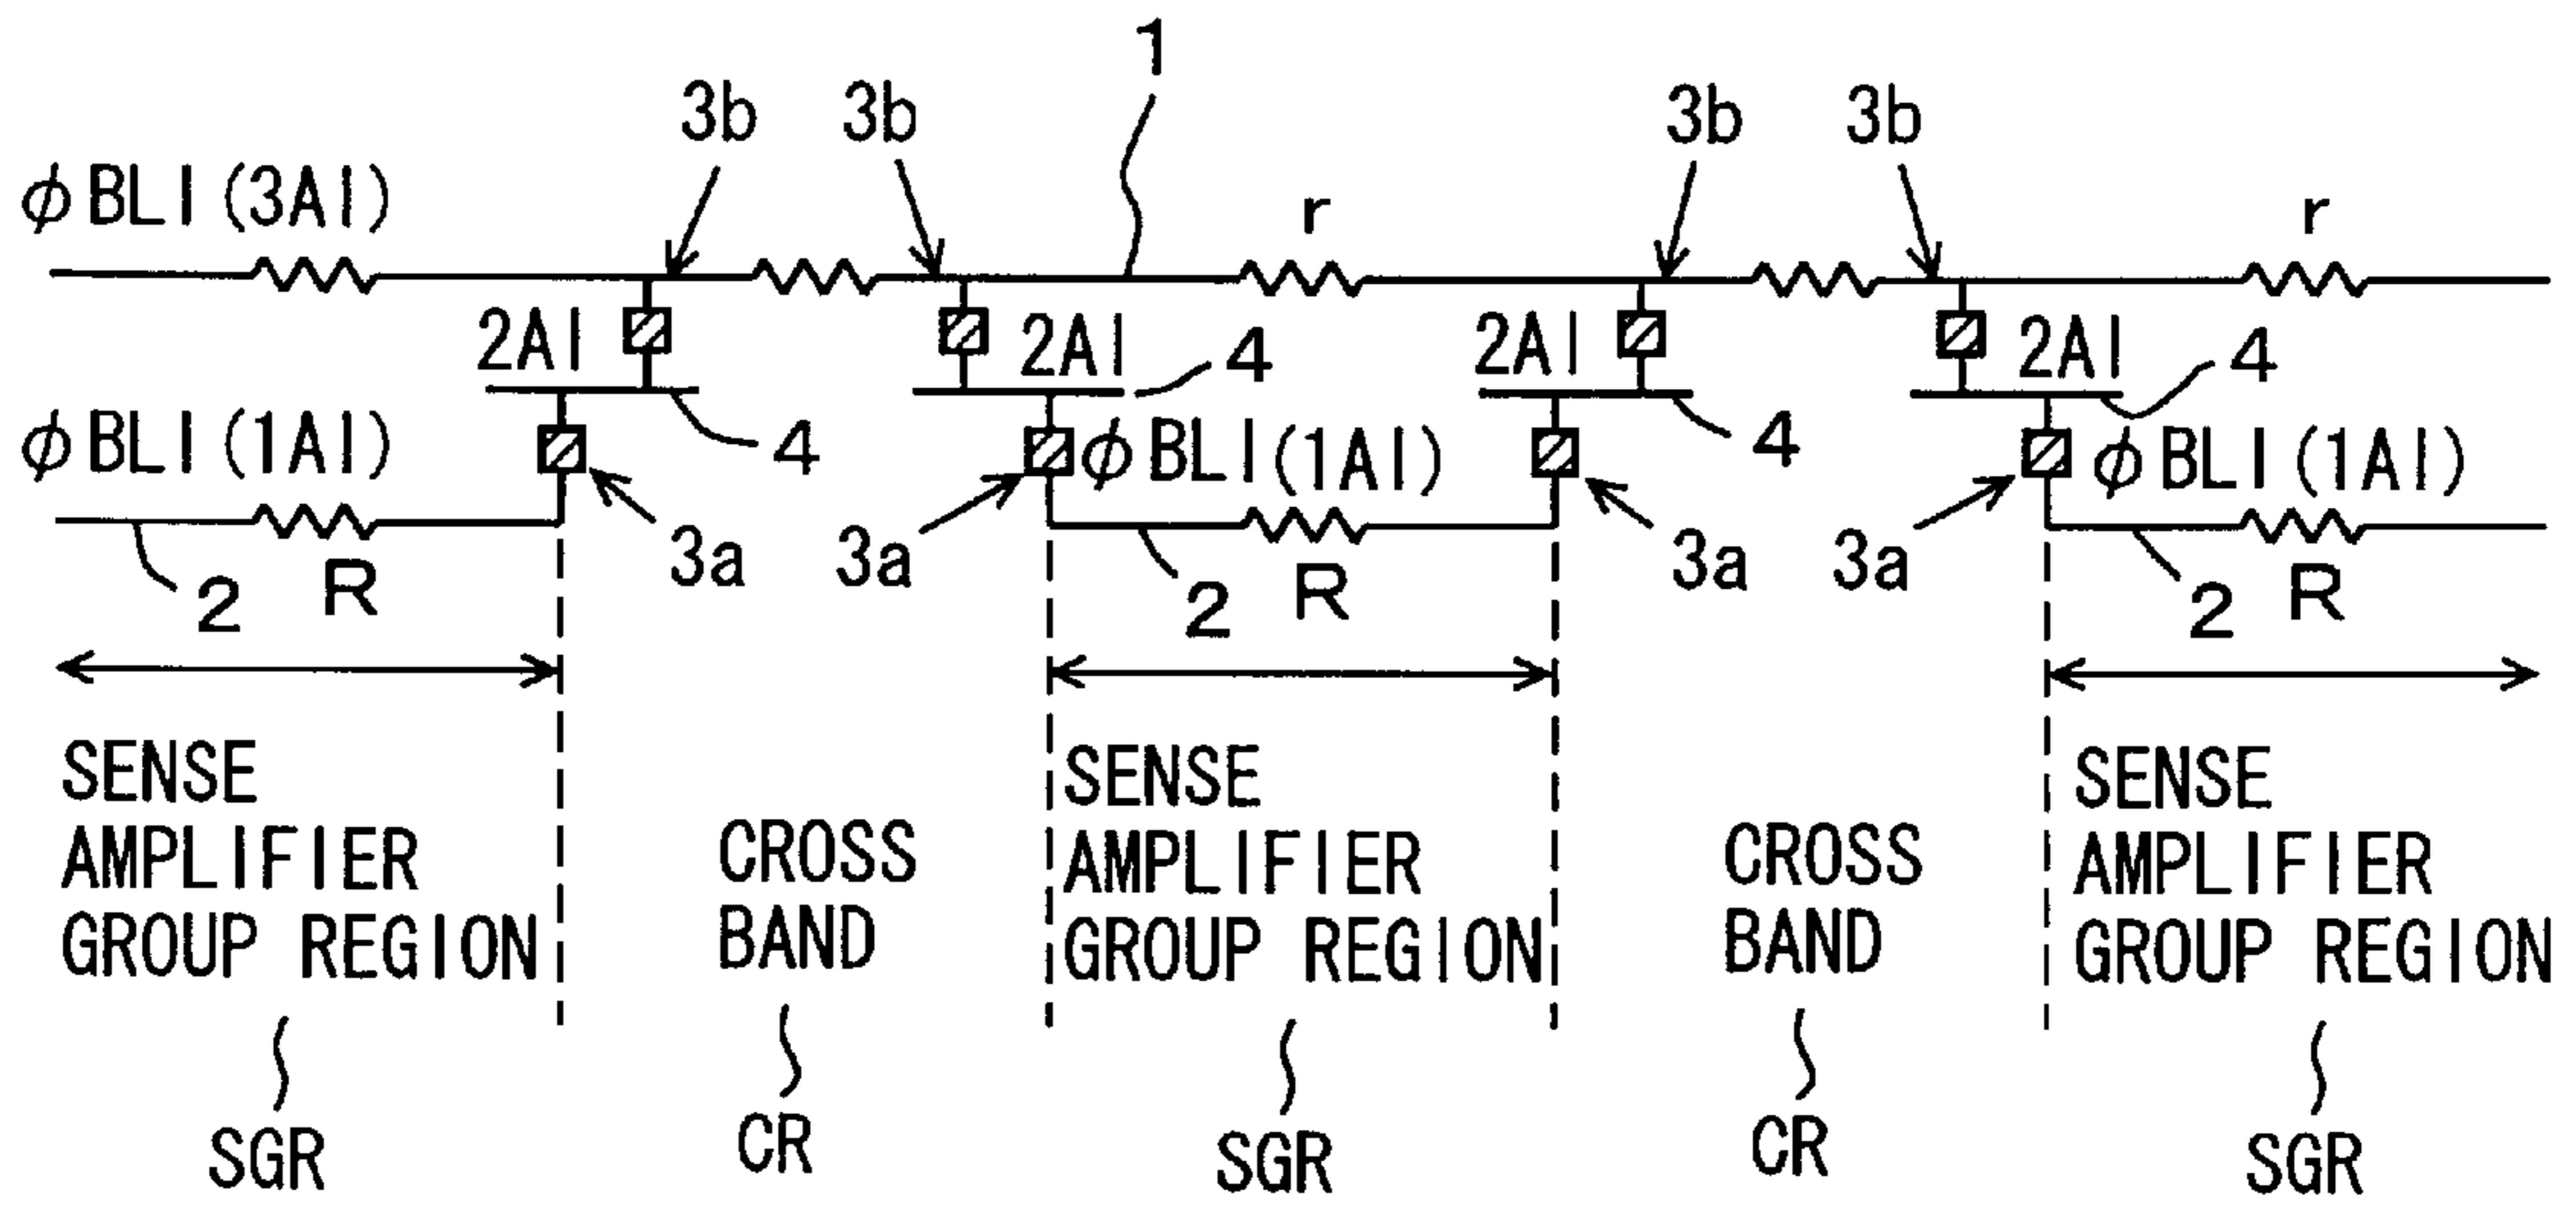 1
3b 3b 3b 3b
φBLI(3Al) r r
2Al 2Al 4 2Al 2Al 4
φBLI(1Al) 4 φBLI(1Al) 4 φBLI(1Al)
3a 3a 3a 3a
2 R 2 R 2 R
SENSE
AMPLIFIER
GROUP REGION
CROSS
BAND
SENSE
AMPLIFIER
GROUP REGION
CROSS
BAND
SENSE
AMPLIFIER
GROUP REGION
SGR CR SGR CR SGR